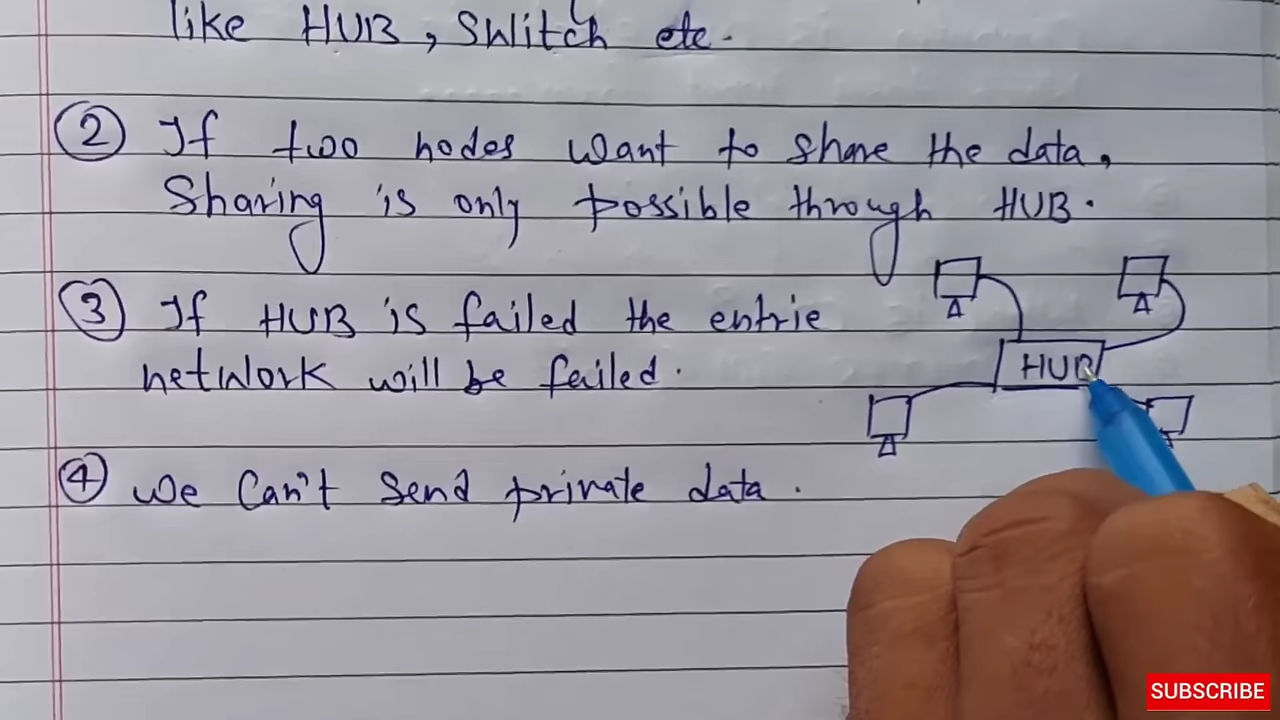 like HUB, Switch etc.
② If two nodes want to share the data,
Sharing is only possible through HUB.
③ If HUB is failed the entrie
network will be failed.
HUB
④ We Can't Send private data.
SUBSCRIBE